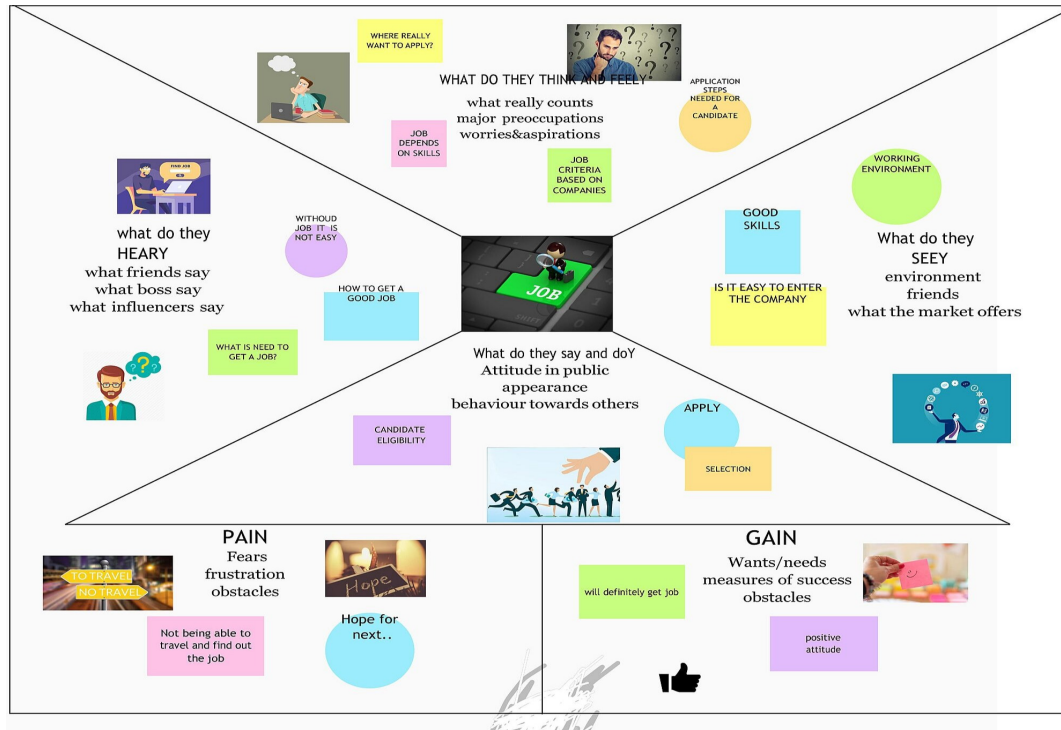 WHERE REALLY
WANT TO APPLY?
WHAT DO THEY THINK AND FEELY
what really counts
major preoccupations
worries&aspirations
APPLICATION
STEPS
NEEDED FOR
A
CANDIDATE
JOB
DEPENDS
ON SKILLS
JOB
CRITERIA
BASED ON
COMPANIES
FIND JOB
what do they
HEARY
what friends say
what boss say
what influencers say
WITHOUD
JOB IT IS
NOT EASY
HOW TO GET A
GOOD JOB
WHAT IS NEED TO
GET A JOB?
? ? ?
JOB
WORKING
ENVIRONMENT
GOOD
SKILLS
What do they
SEEY
environment
friends
what the market offers
IS IT EASY TO ENTER
THE COMPANY
What do they say and doY
Attitude in public
appearance
behaviour towards others
CANDIDATE
ELIGIBILITY
APPLY
SELECTION
PAIN
Fears
frustration
obstacles
TO TRAVEL
NO TRAVEL
Hope
Not being able to
travel and find out
the job
Hope for
next..
GAIN
Wants/needs
measures of success
obstacles
will definitely get job
positive
attitude